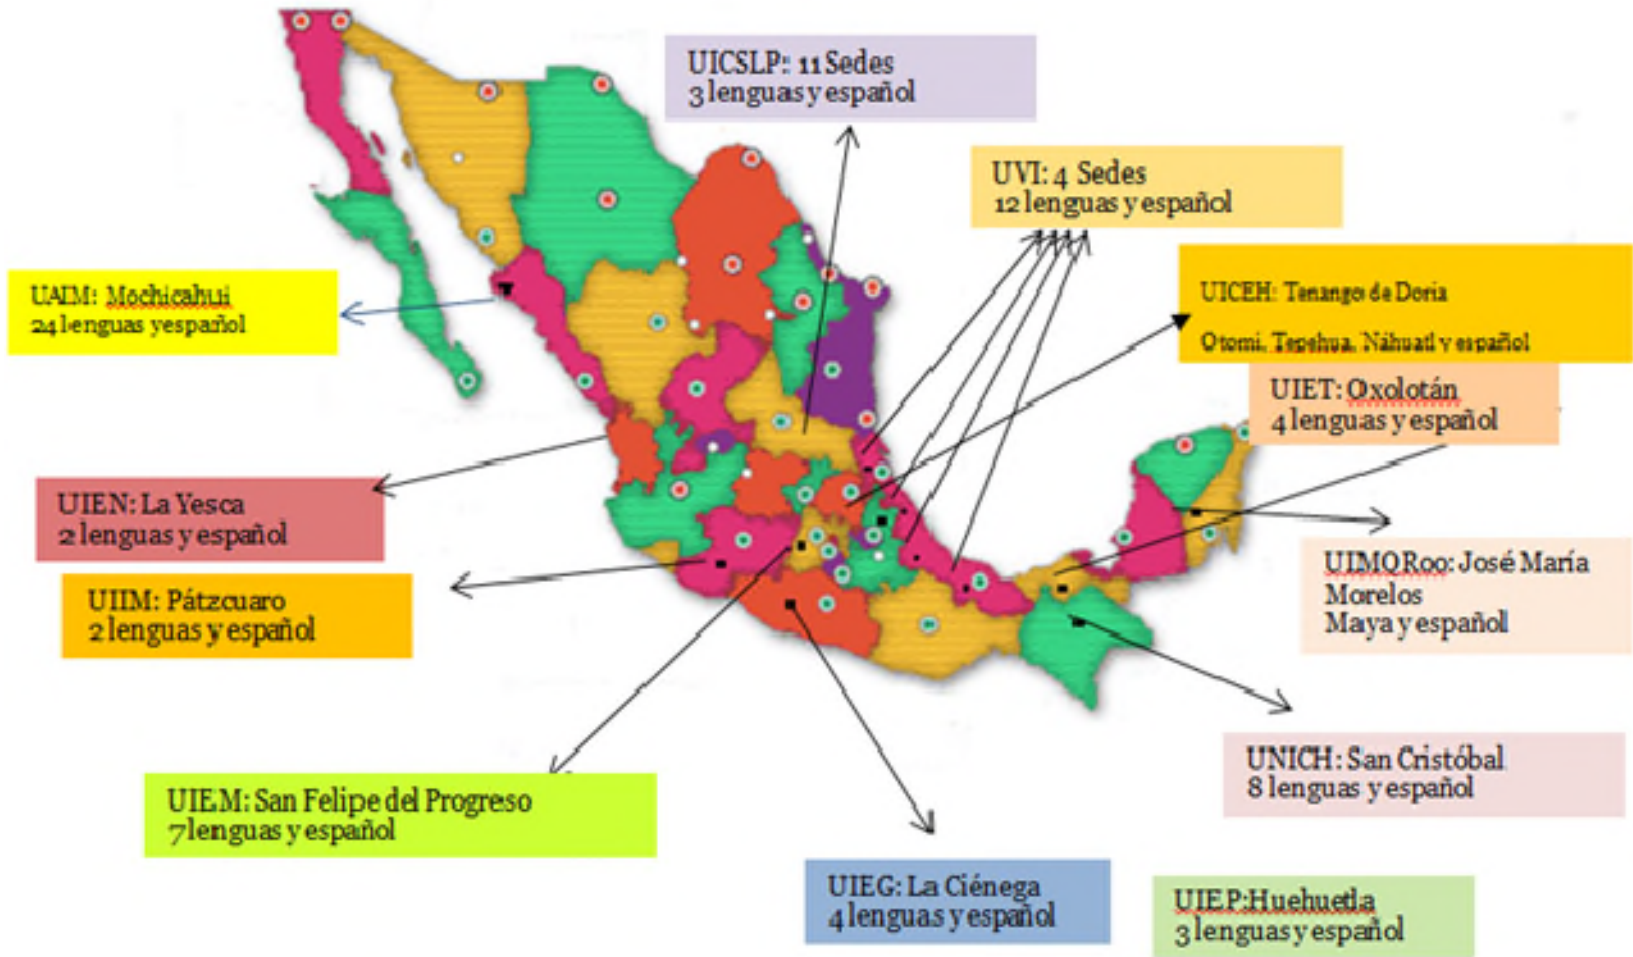 UICSLP: 11 Sedes
3 lenguas y español
UVI: 4 Sedes
12 lenguas y español
UICEH: Tenango de Doria
Otomi, Tepehua, Náhuatl y español
UAIM: Mochicahui
24 lenguas yespañol
UIET: Oxolotán
4 lenguas y español
UIEN: La Yesca
2 lenguas y español
UIMQRoo: José María
Morelos
Maya y español
UIIM: Pátzcuaro
2 lenguas y español
UNICH: San Cristóbal
8 lenguas y español
UIEM: San Felipe del Progreso
7 lenguas y español
UIEG: La Ciénega
4 lenguas y español
UIEP:Huehuetla
3 lenguas y español